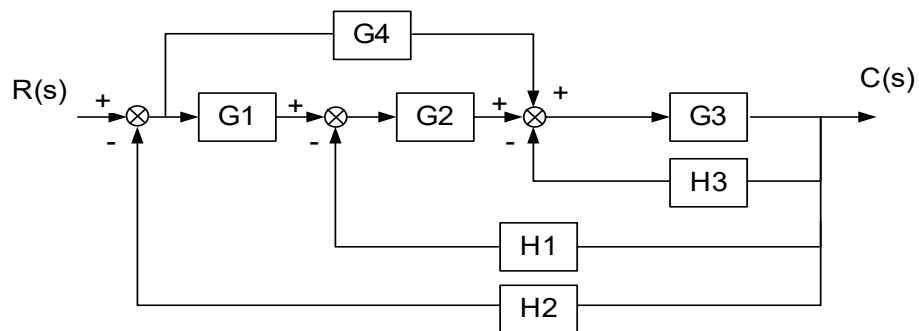 G4
R(s)
C(s)
+
+
+
+
G1
G2
G3
-
-
-
H3
H1
H2